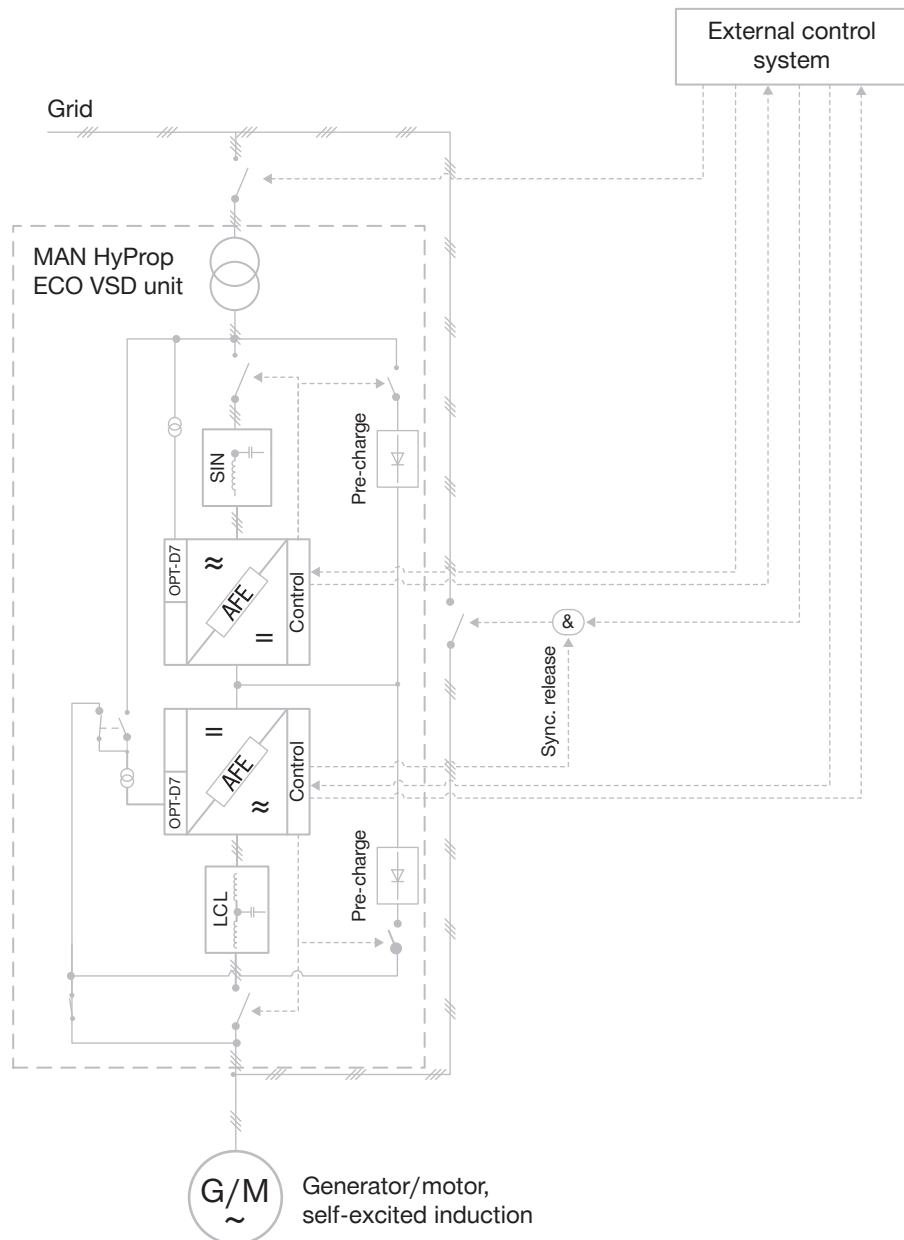 External control
system
Grid
MAN HyProp
ECO VSD unit
SIN
Pre-charge
OPT-D7
≈
AFE
=
Control
&
Sync. release
=
AFE
≈
OPT-D7
Control
LCL
Pre-charge
G/M
~
Generator/motor,
self-excited induction